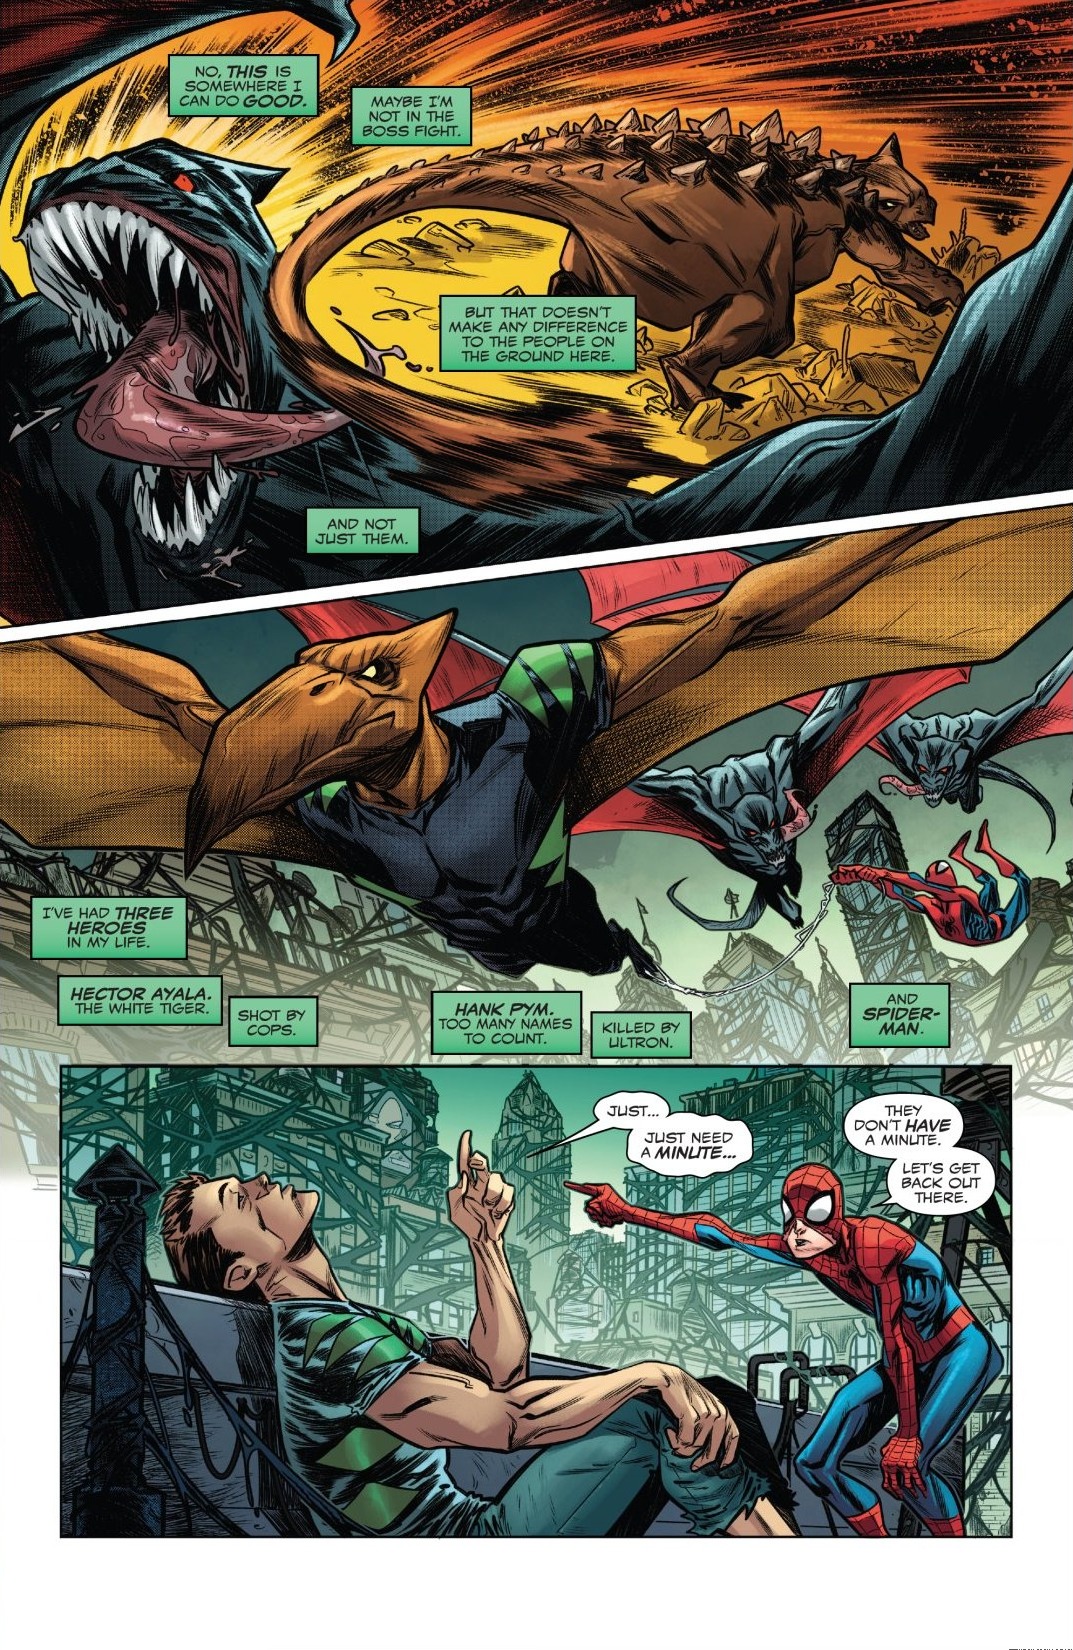 NO, THIS IS
SOMEWHERE I
CAN DO GOOD.
MAYBE I'M
NOT IN THE
BOSS FIGHT.
BUT THAT DOESN'T
MAKE ANY DIFFERENCE
TO THE PEOPLE ON
THE GROUND HERE.
AND NOT
JUST THEM.
I'VE HAD THREE
HEROES
IN MY LIFE.
HECTOR AYALA.
THE WHITE TIGER.
SHOT BY
COPS.
HANK PYM.
TOO MANY NAMES
TO COUNT.
KILLED BY
ULTRON.
AND
SPIDER-
MAN.
JUST...
JUST NEED
A MINUTE...
THEY
DON'T HAVE
A MINUTE.
LET'S GET
BACK OUT
THERE.